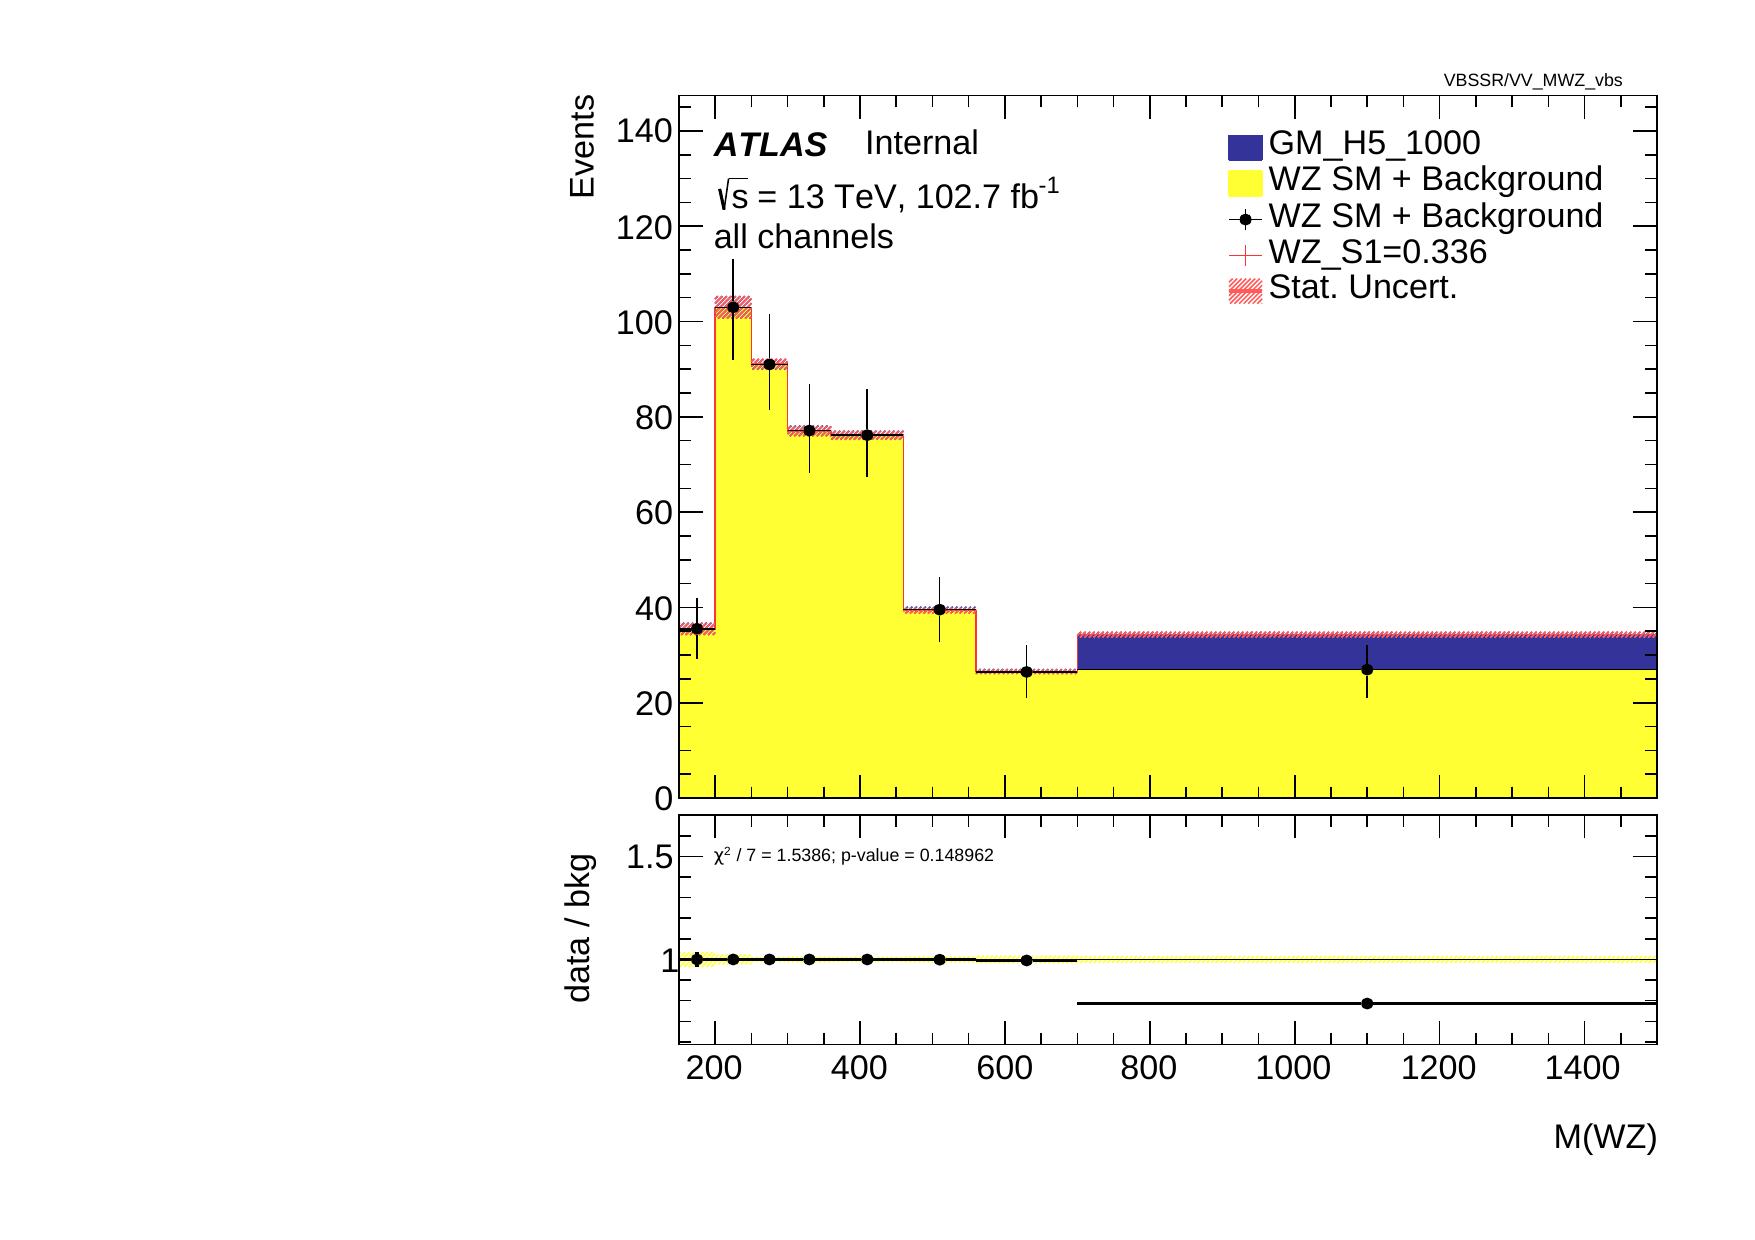 VBSSR/VV_MWZ_vbs
Events
ATLAS Internal
√s = 13 TeV, 102.7 fb⁻¹
all channels
GM_H5_1000
WZ SM + Background
WZ SM + Background
WZ_S1=0.336
Stat. Uncert.
140
120
100
80
60
40
20
0
data / bkg
χ² / 7 = 1.5386; p-value = 0.148962
1.5
1
200 400 600 800 1000 1200 1400
M(WZ)